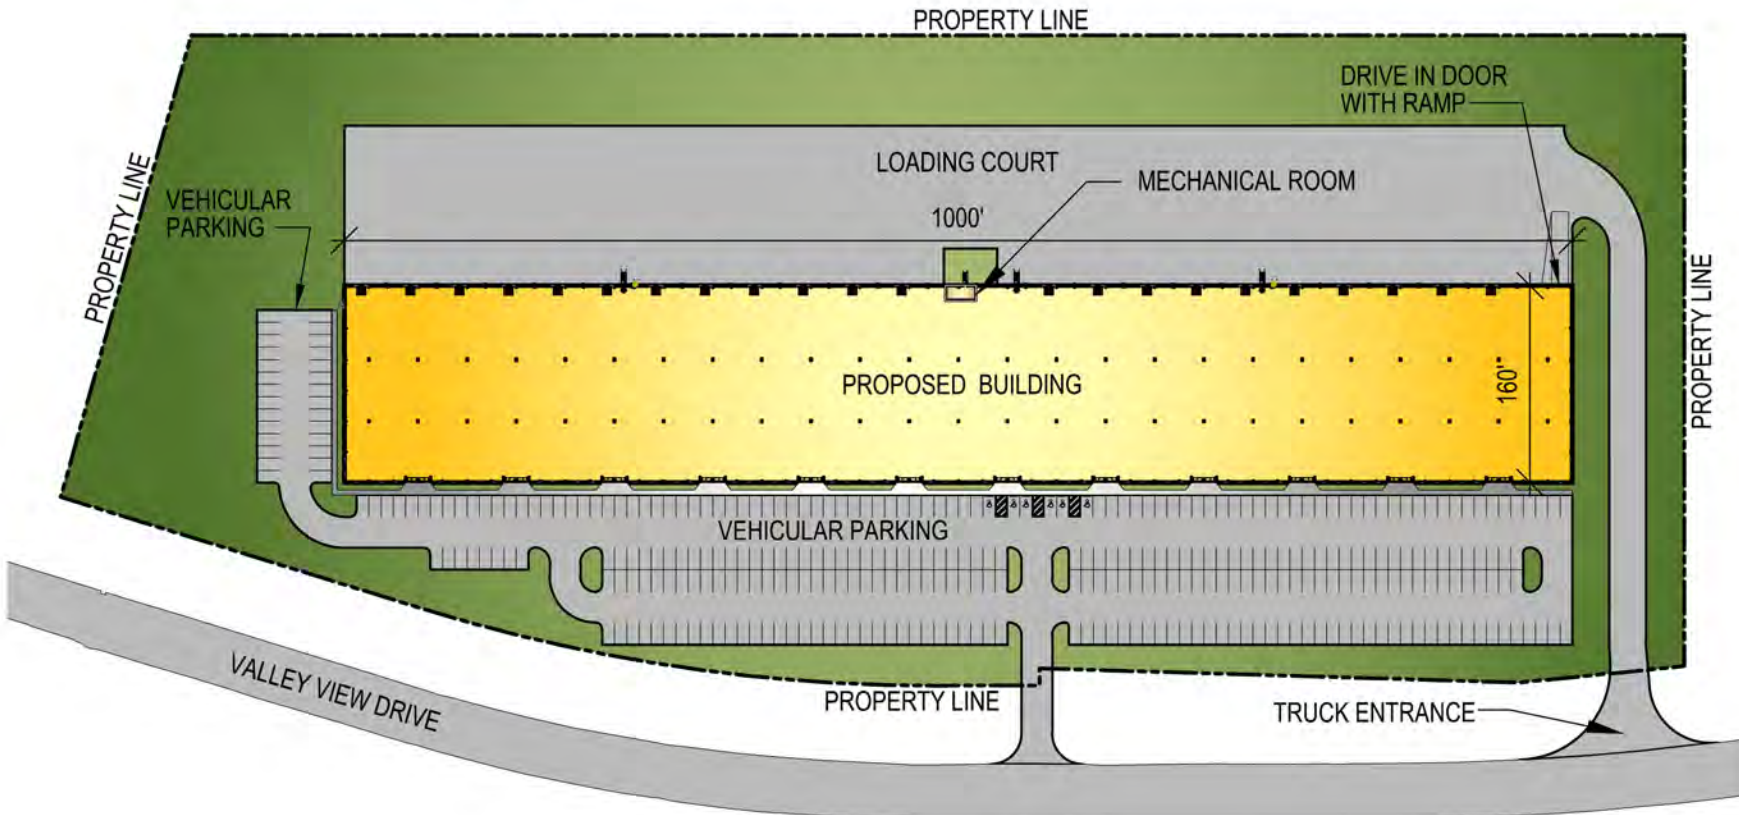 PROPERTY LINE
DRIVE IN DOOR
WITH RAMP
LOADING COURT
MECHANICAL ROOM
PROPERTY LINE
VEHICULAR
PARKING
1000'
PROPERTY LINE
PROPOSED BUILDING
160'
VEHICULAR PARKING
VALLEY VIEW DRIVE
PROPERTY LINE
TRUCK ENTRANCE